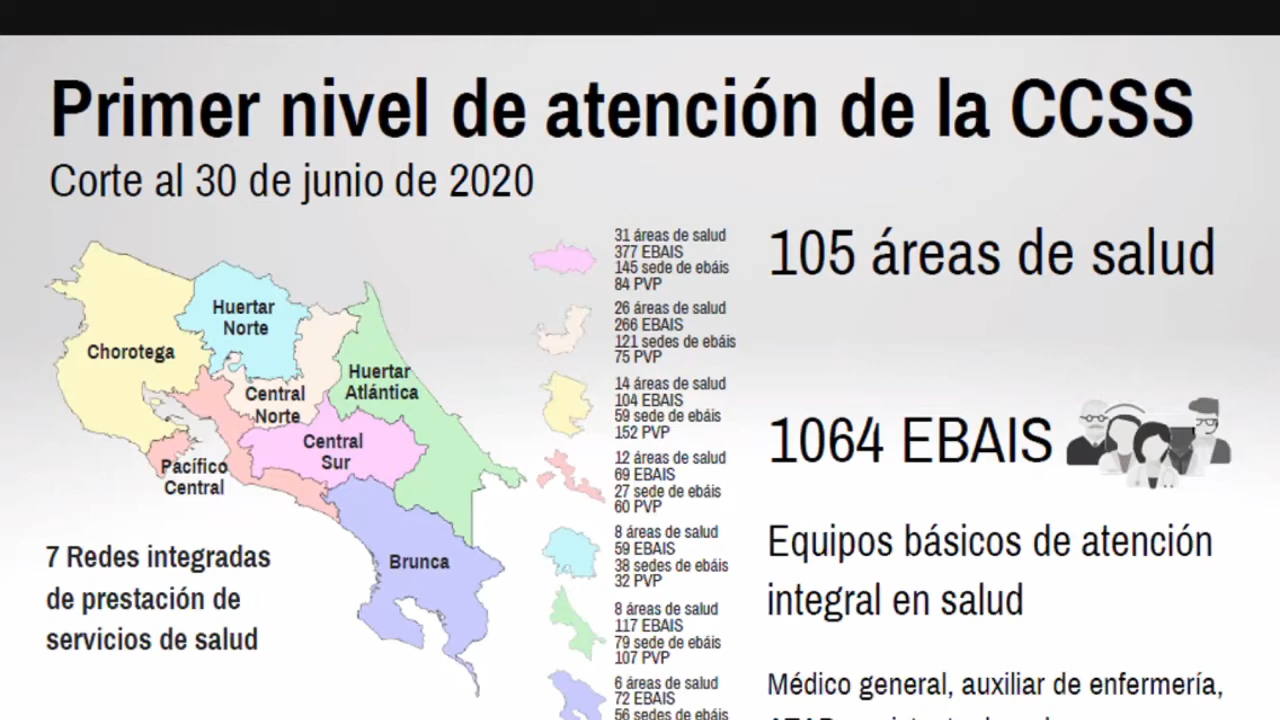 Primer nivel de atención de la CCSS
Corte al 30 de junio de 2020
Chorotega
Huertar
Norte
Huertar
Atlántica
Central
Norte
Central
Sur
Pacífico
Central
Brunca
7 Redes integradas
de prestación de
servicios de salud
31 áreas de salud
377 EBAIS
145 sede de ebáis
84 PVP
26 áreas de salud
266 EBAIS
121 sedes de ebáis
75 PVP
14 áreas de salud
104 EBAIS
59 sede de ebáis
152 PVP
12 áreas de salud
69 EBAIS
27 sede de ebáis
60 PVP
8 áreas de salud
59 EBAIS
38 sedes de ebáis
32 PVP
8 áreas de salud
117 EBAIS
79 sede de ebáis
107 PVP
6 áreas de salud
72 EBAIS
56 sedes de ebáis
105 áreas de salud
1064 EBAIS
Equipos básicos de atención
integral en salud
Médico general, auxiliar de enfermería,